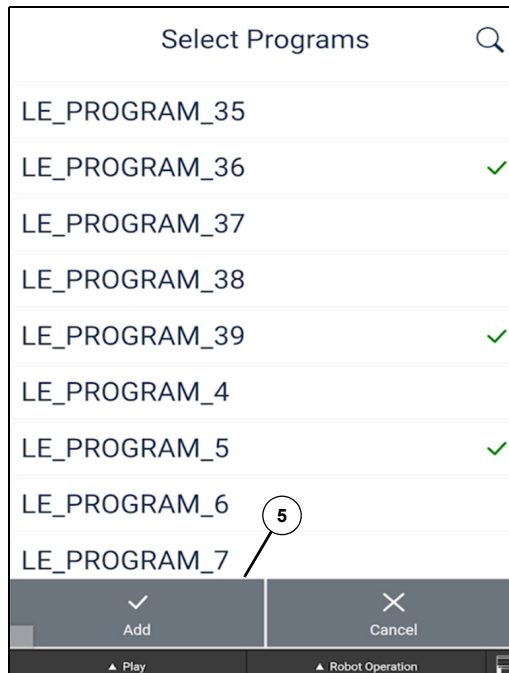 Select Programs
LE_PROGRAM_35
LE_PROGRAM_36
LE_PROGRAM_37
LE_PROGRAM_38
LE_PROGRAM_39
LE_PROGRAM_4
LE_PROGRAM_5
LE_PROGRAM_6
5
LE_PROGRAM_7
Add Cancel
▲ Play ▲ Robot Operation